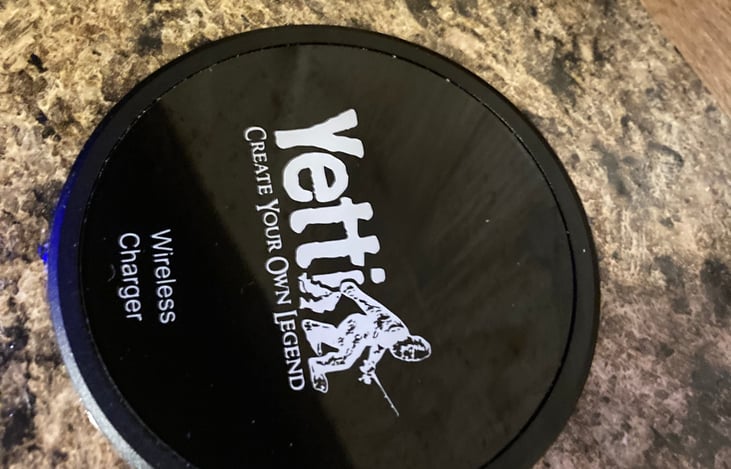 Yetti
CREATE YOUR OWN LEGEND
Wireless
Charger